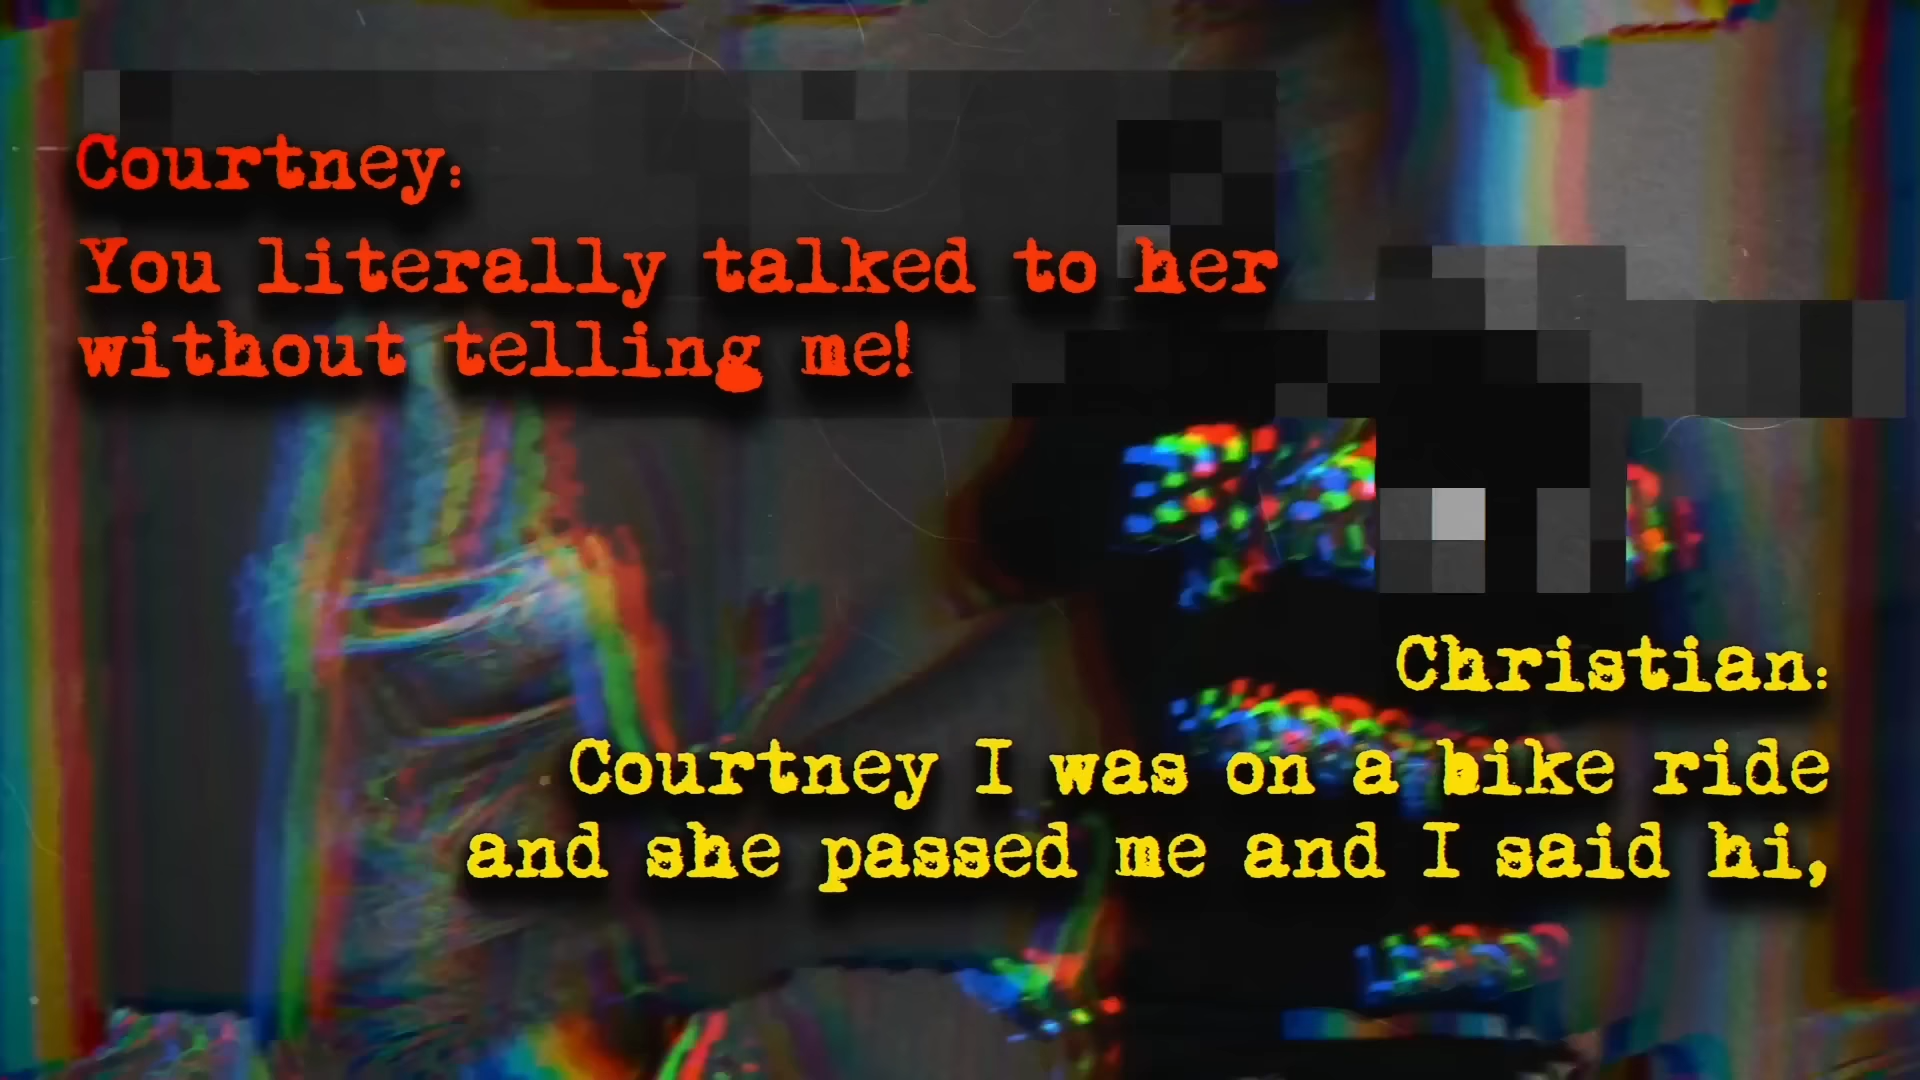 Courtney:
You literally talked to her
without telling me!
Christian:
Courtney I was on a bike ride
and she passed me and I said hi,